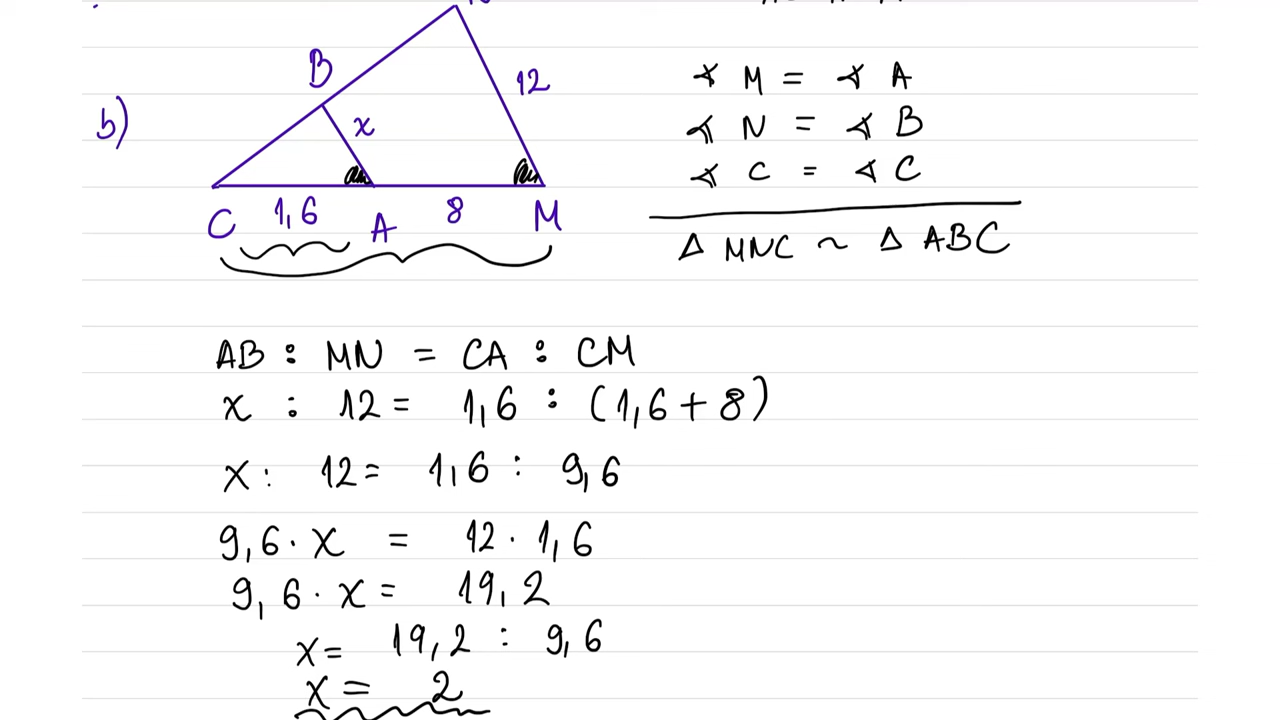 b)
B
x
12
C
1,6
A
8
M
∢ M = ∢ A
∢ N = ∢ B
∢ C = ∢ C
Δ MNC ~ Δ ABC
AB : MN = CA : CM
x : 12 = 1,6 : (1,6 + 8)
x : 12 = 1,6 : 9,6
9,6 · x = 12 · 1,6
9,6 · x = 19,2
x = 19,2 : 9,6
x = 2